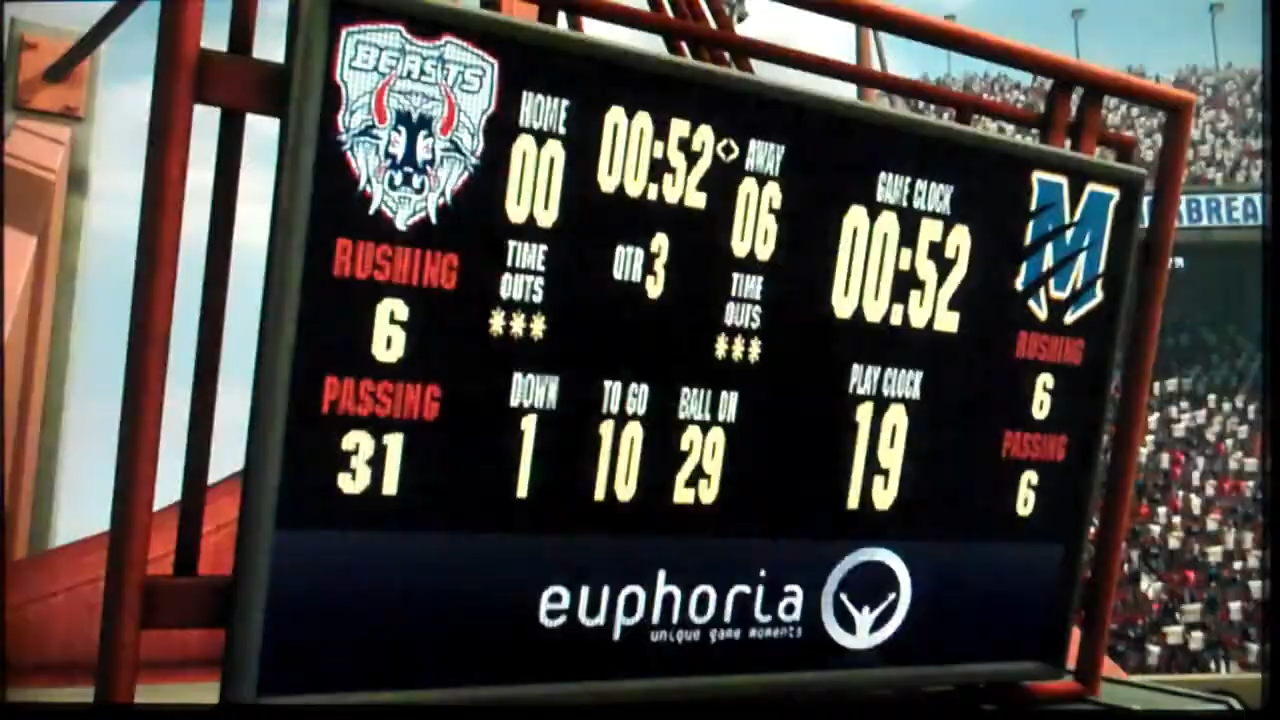 BEASTS
HOME
00
00:52
AWAY
06
GAME CLOCK
00:52
M
RUSHING
6
TIME
OUTS
***
QTR 3
TIME
OUTS
***
RUSHING
6
PASSING
31
DOWN
1
TO GO
10
BALL ON
29
PLAY CLOCK
19
PASSING
6
euphoria
unique game moments